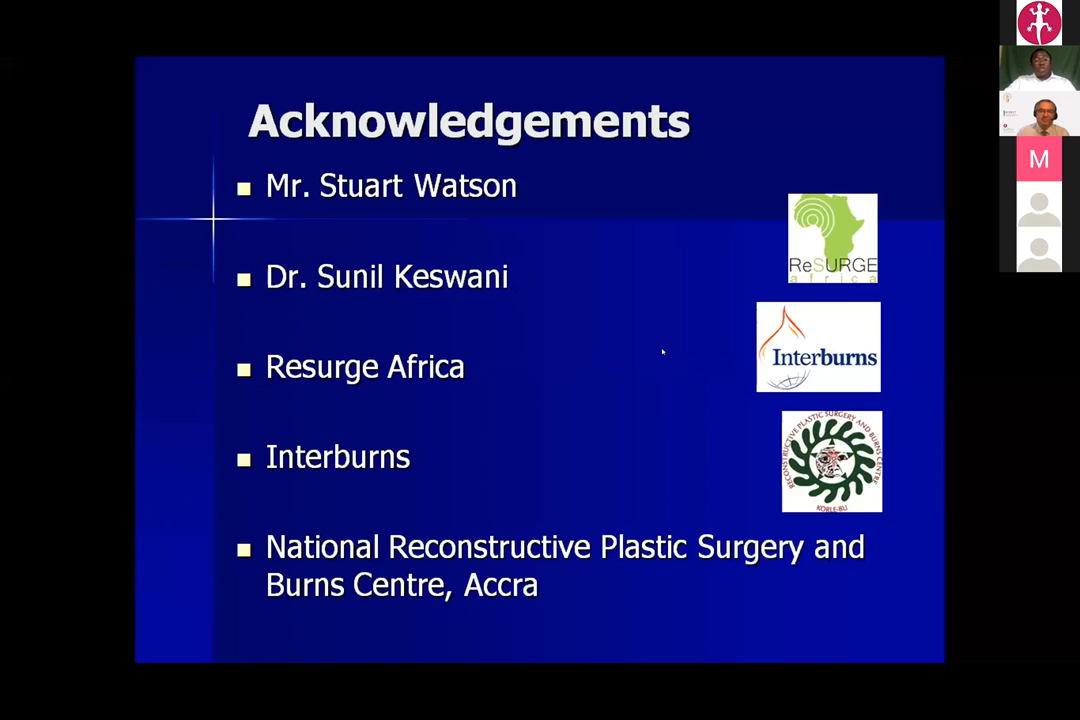 Acknowledgements
Mr. Stuart Watson
Dr. Sunil Keswani
Resurge Africa
Interburns
National Reconstructive Plastic Surgery and
Burns Centre, Accra
ReSURGE
africa
Interburns
RECONSTRUCTIVE PLASTIC SURGERY AND BURNS CENTRE
KORLE-BU
M